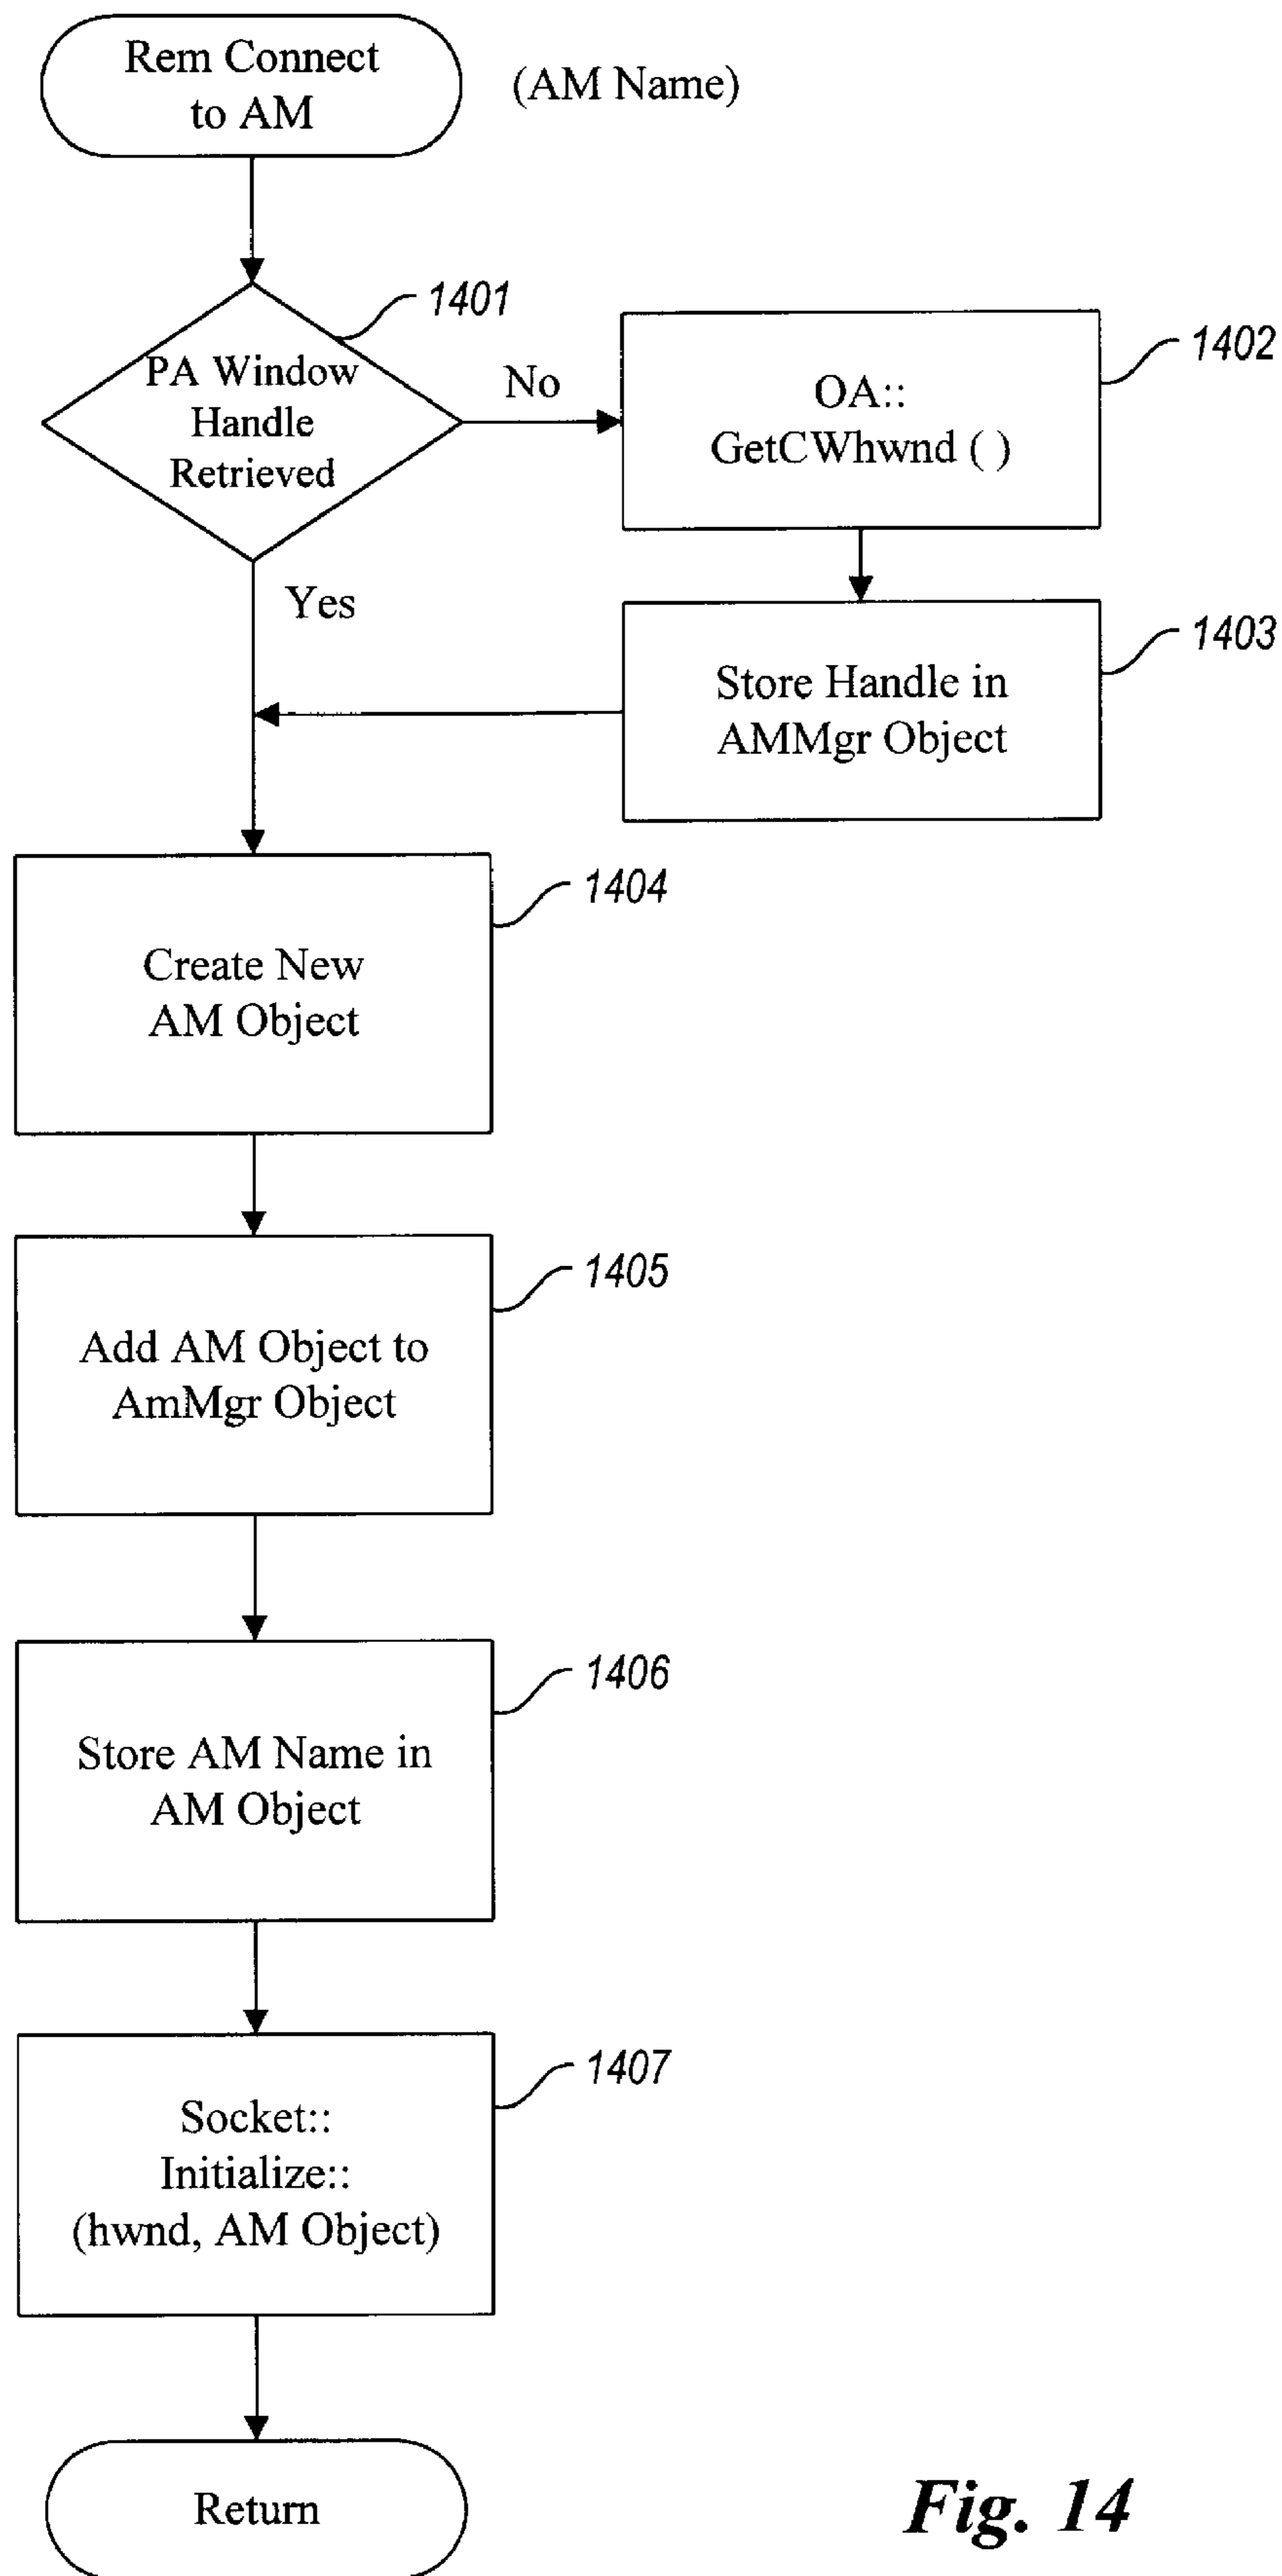 Rem Connect
to AM
(AM Name)
1401
PA Window
Handle
Retrieved
No
1402
OA::
GetCWhwnd ( )
Yes
1403
Store Handle in
AMMgr Object
1404
Create New
AM Object
1405
Add AM Object to
AmMgr Object
1406
Store AM Name in
AM Object
1407
Socket::
Initialize::
(hwnd, AM Object)
Return
Fig. 14